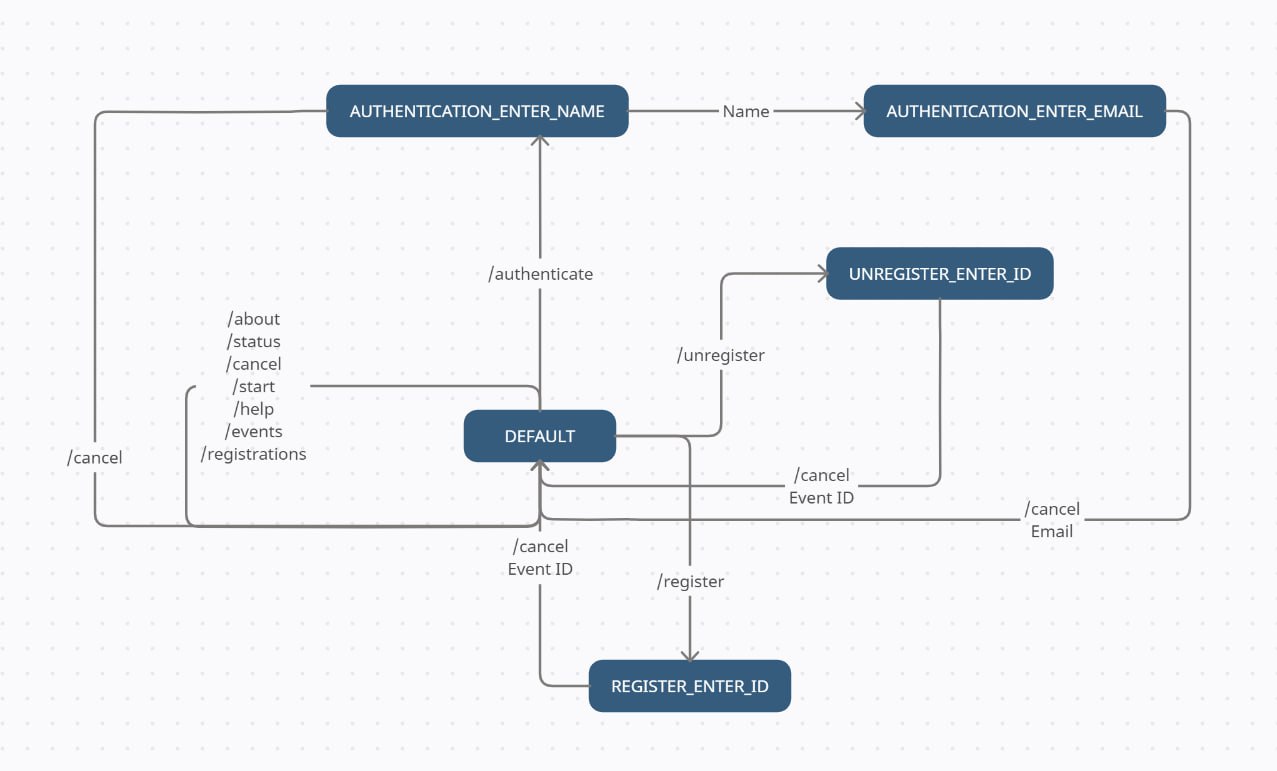 AUTHENTICATION_ENTER_NAME
Name
AUTHENTICATION_ENTER_EMAIL
/authenticate
UNREGISTER_ENTER_ID
/about
/status
/cancel
/start
/help
/events
/registrations
/unregister
DEFAULT
/cancel
/cancel
Event ID
/cancel
Email
/cancel
Event ID
/register
REGISTER_ENTER_ID